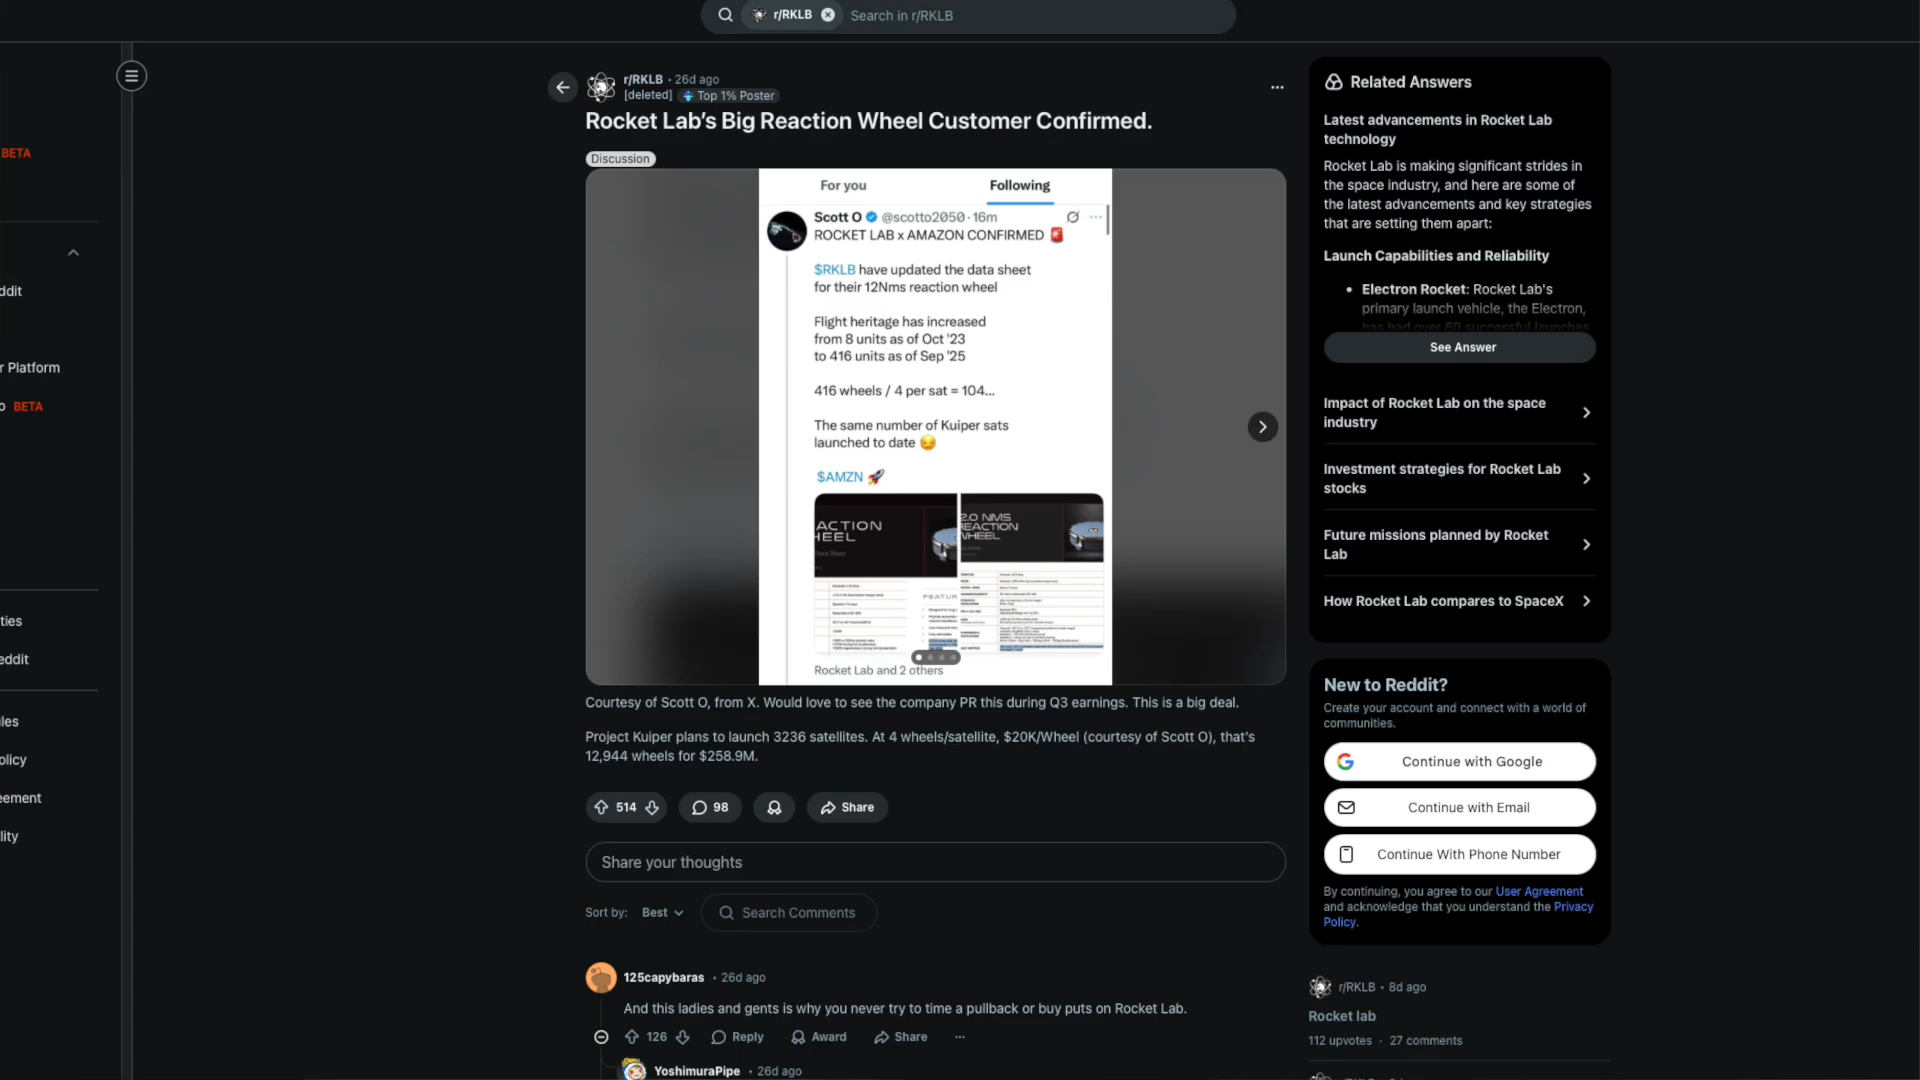 r/RKLB
Search in r/RKLB
BETA
ddit
r Platform
o BETA
ties
eddit
les
olicy
eement
lity
r/RKLB • 26d ago
[deleted] Top 1% Poster
Rocket Lab's Big Reaction Wheel Customer Confirmed.
Discussion
For you Following
Scott O @scotto2050 · 16m
ROCKET LAB x AMAZON CONFIRMED 🚨
$RKLB have updated the data sheet
for their 12Nms reaction wheel
Flight heritage has increased
from 8 units as of Oct '23
to 416 units as of Sep '25
416 wheels / 4 per sat = 104...
The same number of Kuiper sats
launched to date 😏
$AMZN 🚀
ACTION
HEEL
Data Sheet
FEATUR
2.0 NMS
REACTION
WHEEL
Rocket Lab and 2 others
Courtesy of Scott O, from X. Would love to see the company PR this during Q3 earnings. This is a big deal.
Project Kuiper plans to launch 3236 satellites. At 4 wheels/satellite, $20K/Wheel (courtesy of Scott O), that's
12,944 wheels for $258.9M.
514
98
Share
Share your thoughts
Sort by: Best
Search Comments
125capybaras • 26d ago
And this ladies and gents is why you never try to time a pullback or buy puts on Rocket Lab.
126 Reply Award Share
YoshimuraPipe • 26d ago
Related Answers
Latest advancements in Rocket Lab
technology
Rocket Lab is making significant strides in
the space industry, and here are some of
the latest advancements and key strategies
that are setting them apart:
Launch Capabilities and Reliability
• Electron Rocket: Rocket Lab's
primary launch vehicle, the Electron,
has had over 60 successful launches
See Answer
Impact of Rocket Lab on the space
industry
Investment strategies for Rocket Lab
stocks
Future missions planned by Rocket
Lab
How Rocket Lab compares to SpaceX
New to Reddit?
Create your account and connect with a world of
communities.
Continue with Google
Continue with Email
Continue With Phone Number
By continuing, you agree to our User Agreement
and acknowledge that you understand the Privacy
Policy.
r/RKLB • 8d ago
Rocket lab
112 upvotes · 27 comments